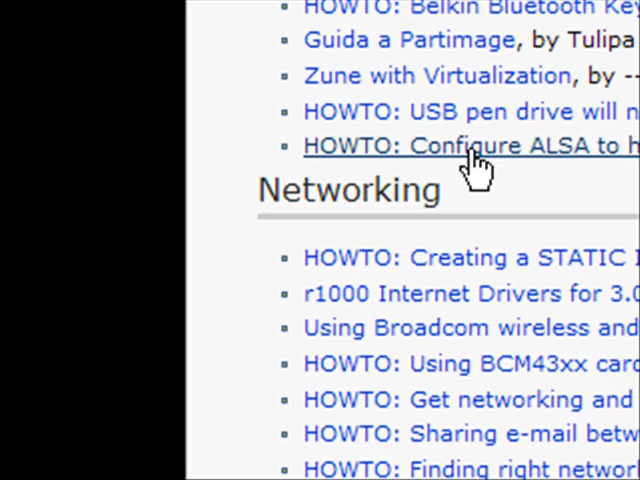 HOWTO: Belkin Bluetooth Key
Guida a Partimage, by Tulipa
Zune with Virtualization, by --
HOWTO: USB pen drive will n
HOWTO: Configure ALSA to h
Networking
HOWTO: Creating a STATIC I
r1000 Internet Drivers for 3.0
Using Broadcom wireless and
HOWTO: Using BCM43xx card
HOWTO: Get networking and
HOWTO: Sharing e-mail betw
HOWTO: Finding right network